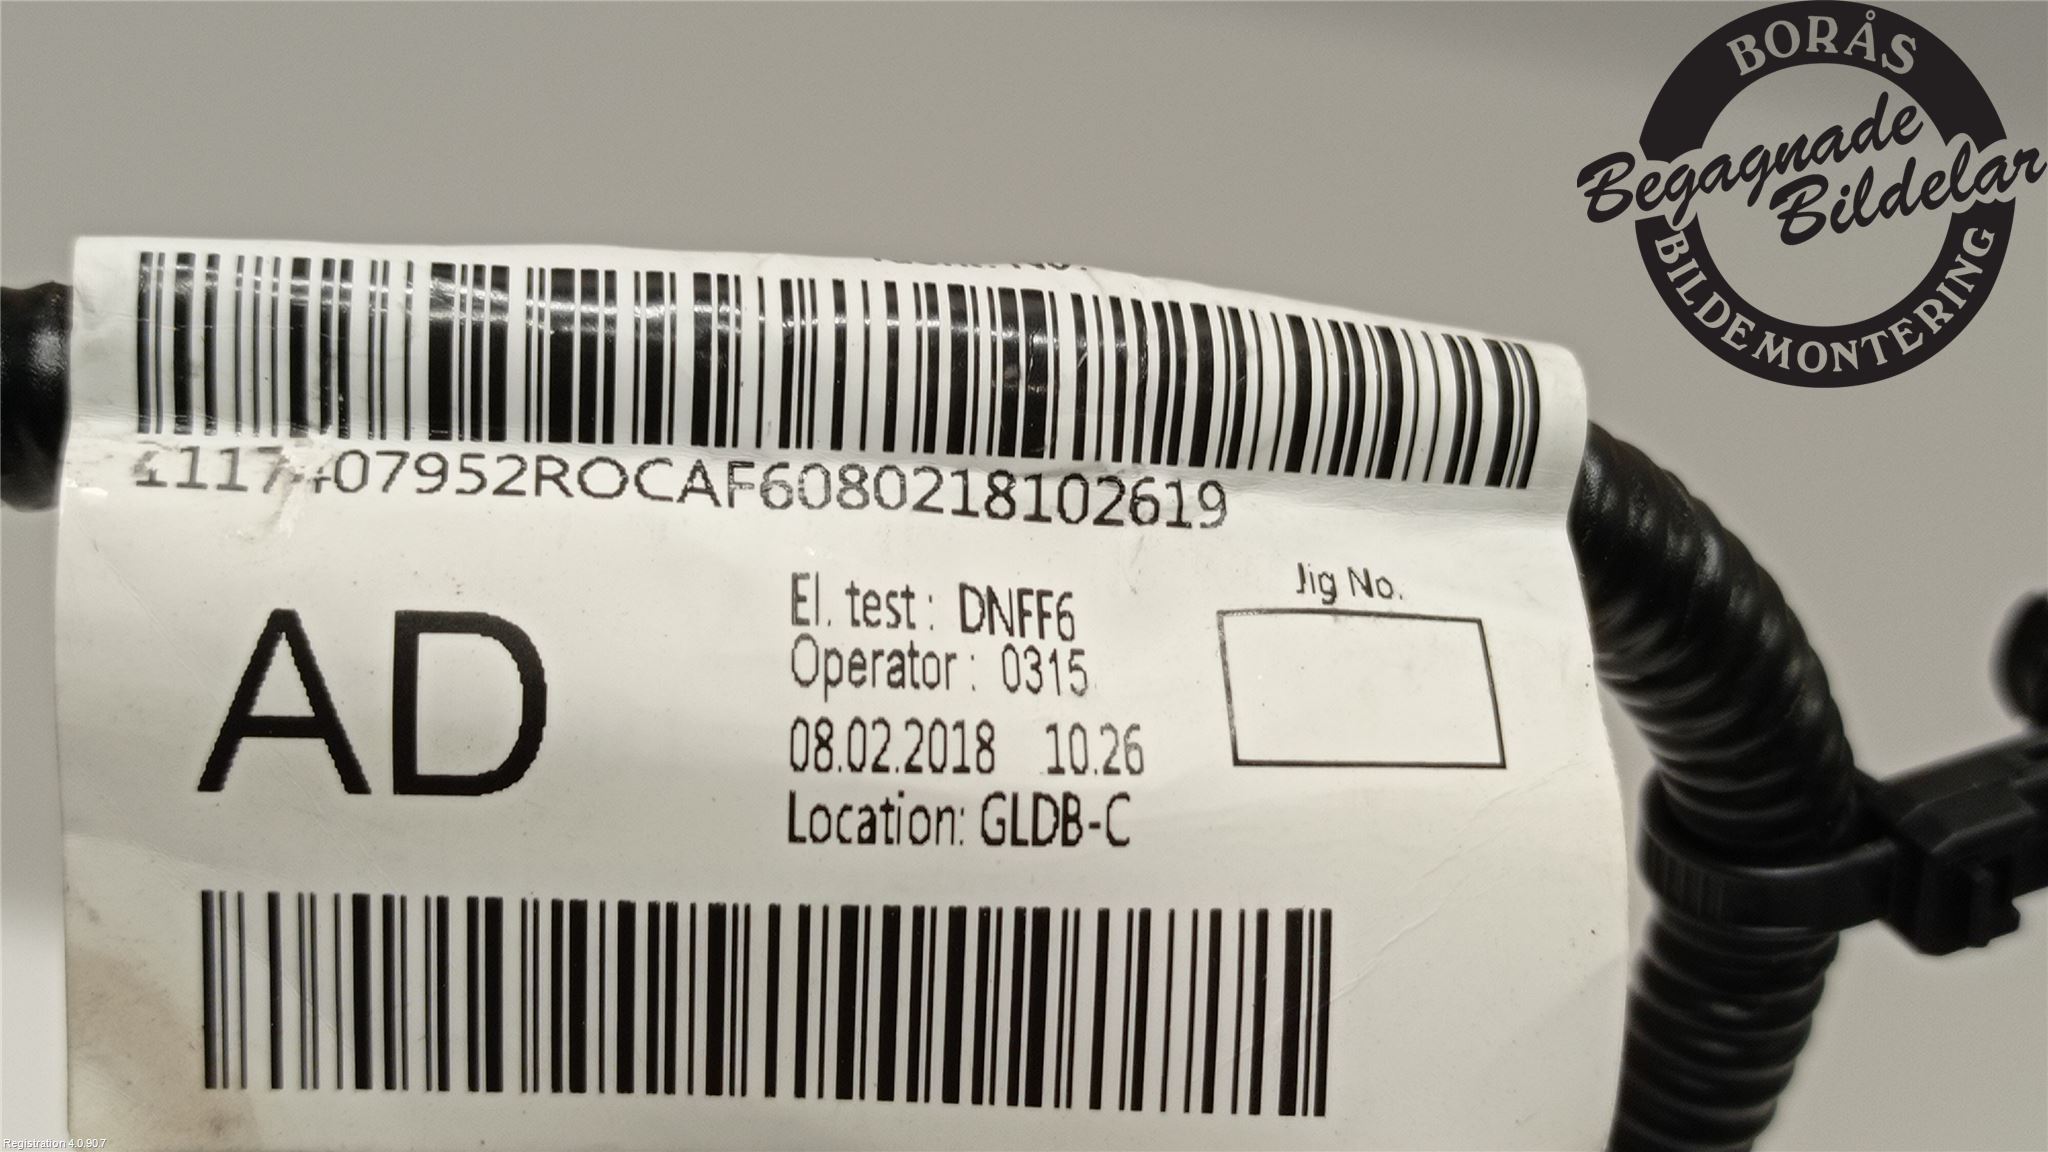 BORÅS
Begagnade
Bildelar
BILDEMONTERING
07952ROCAF6080218102619
AD
El. test : DNFF6
Operator : 0315
08.02.2018 10.26
Location: GLDB-C
Jig No.
Registration 4.0.90.7